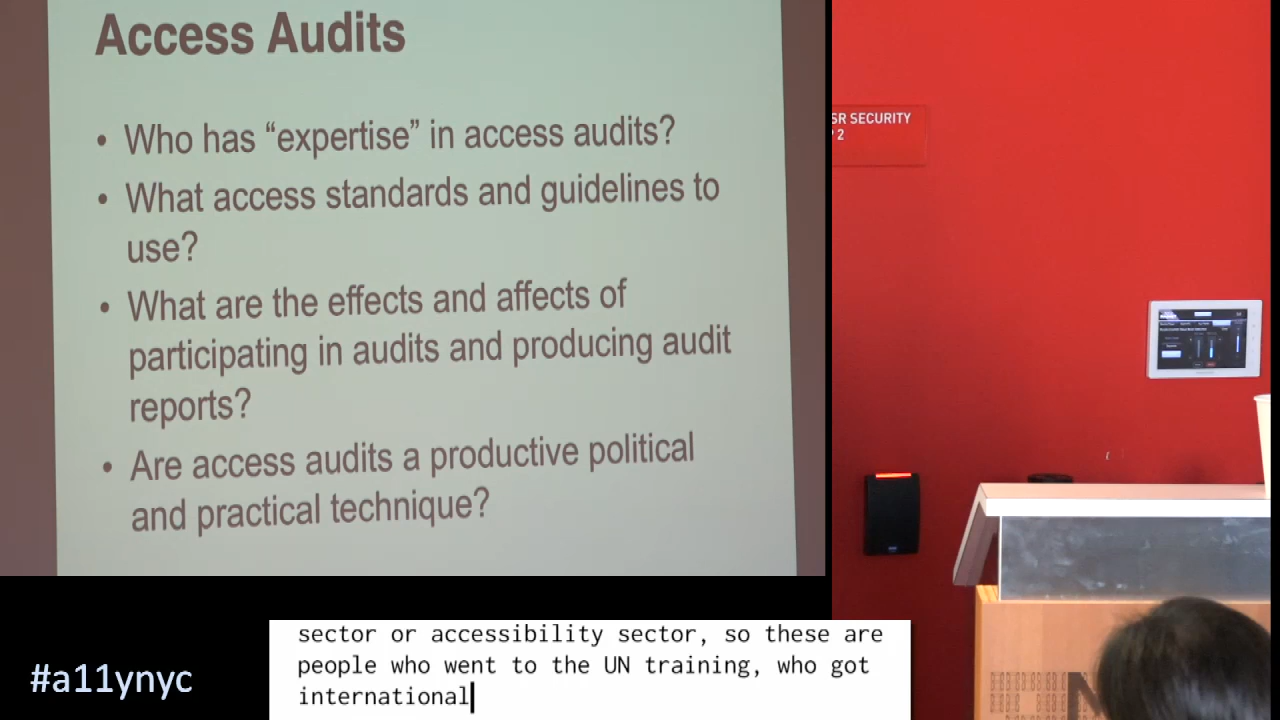 Access Audits
• Who has “expertise” in access audits?
• What access standards and guidelines to
use?
• What are the effects and affects of
participating in audits and producing audit
reports?
• Are access audits a productive political
and practical technique?
SR SECURITY
2
#a11ynyc
sector or accessibility sector, so these are
people who went to the UN training, who got
international